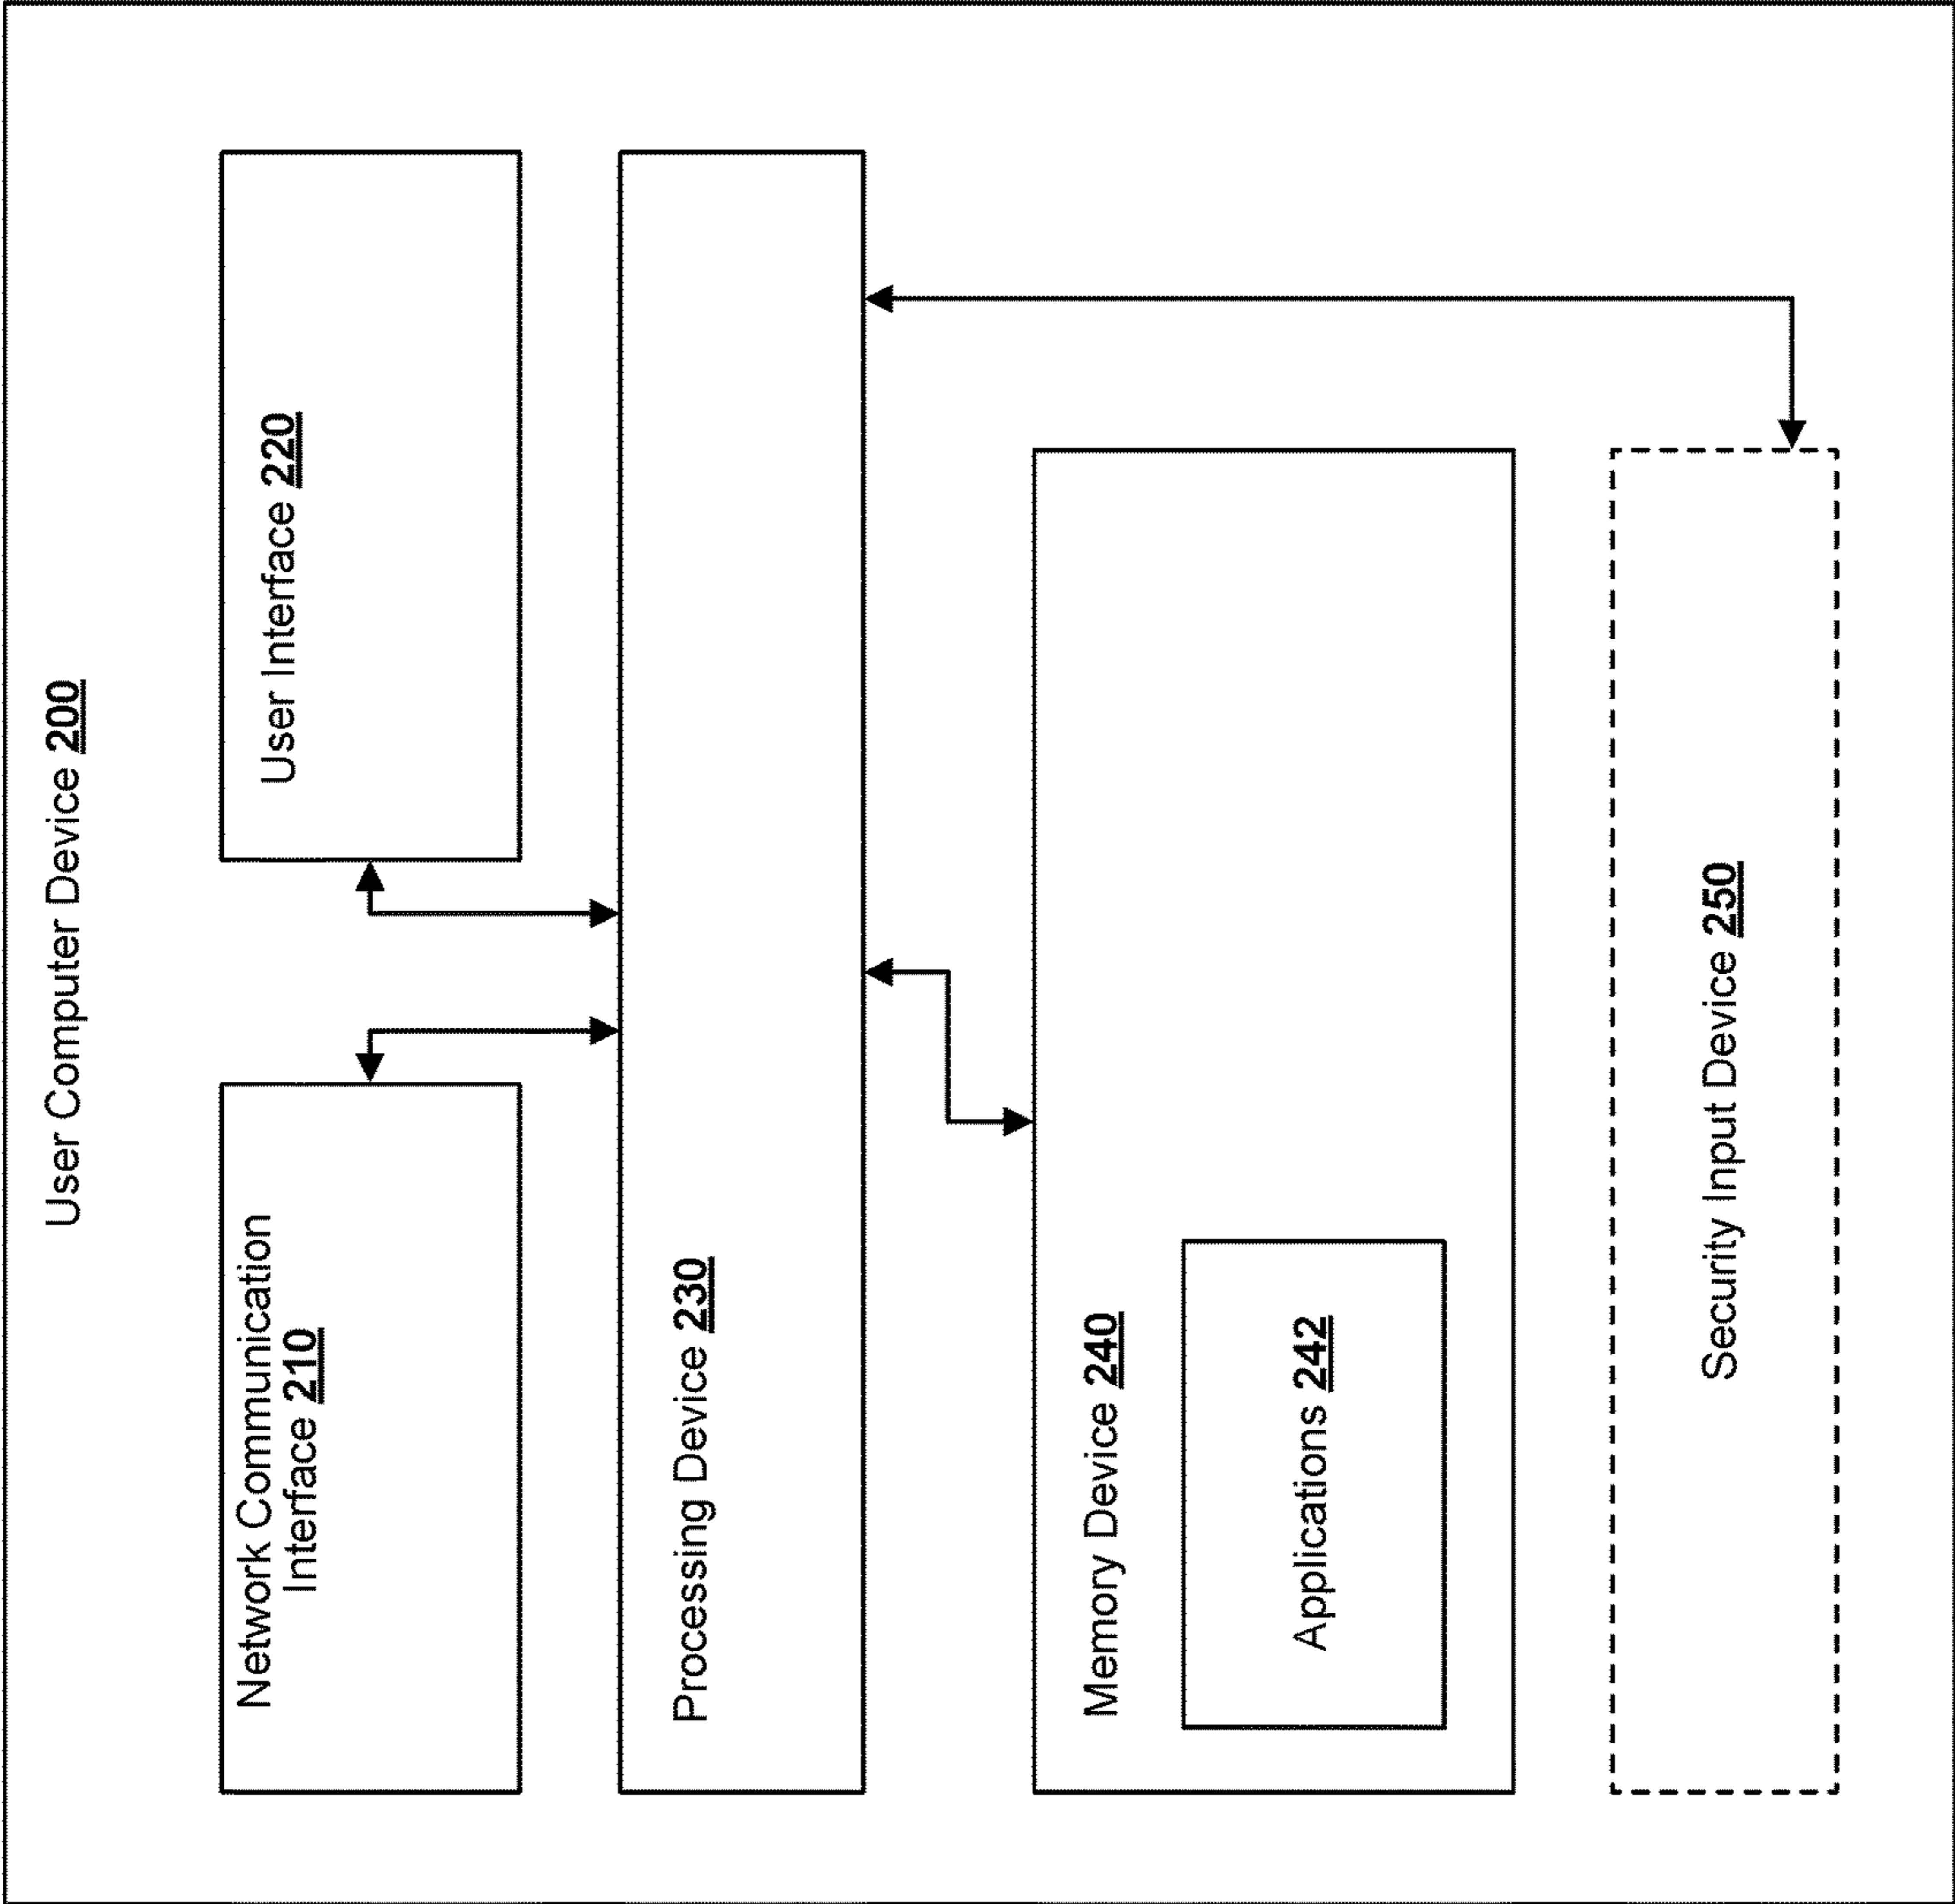 User Computer Device 200
Network Communication
Interface 210
User Interface 220
Processing Device 230
Memory Device 240
Applications 242
Security Input Device 250